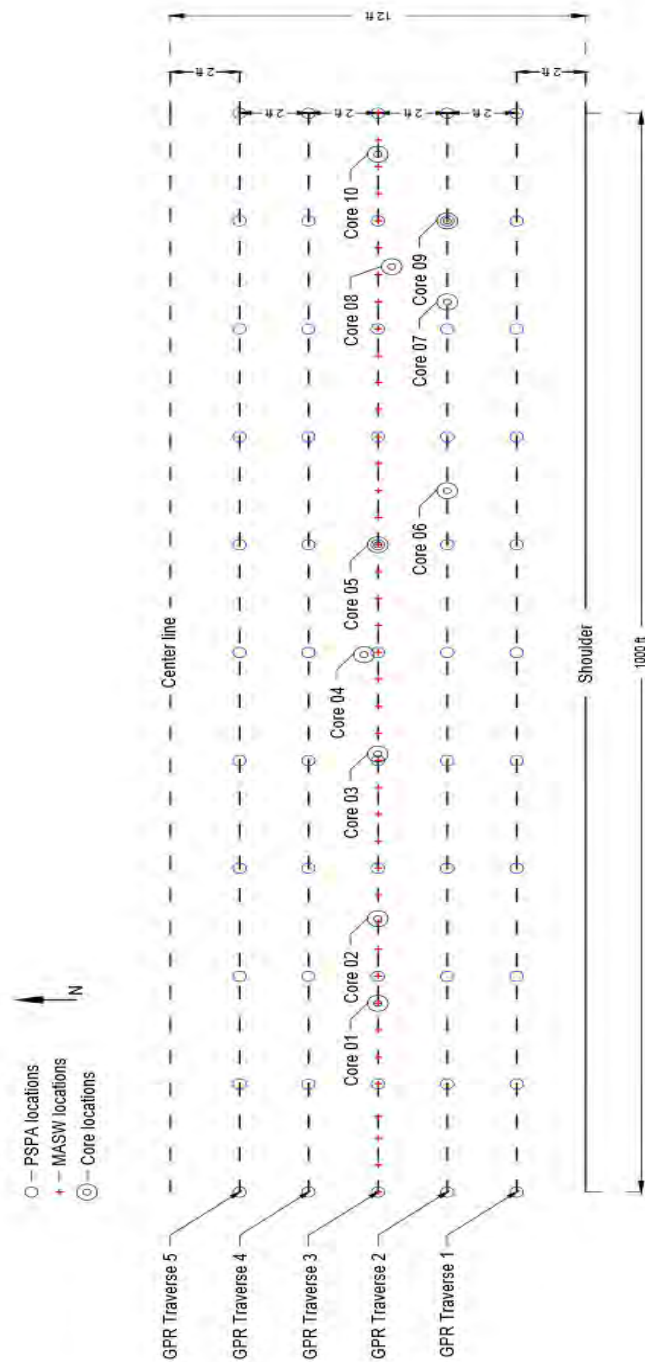 ○ – PSPA locations
+ – MASW locations
◎ – Core locations
N
GPR Traverse 5
GPR Traverse 4
GPR Traverse 3
GPR Traverse 2
GPR Traverse 1
Center line
Core 01
Core 02
Core 03
Core 04
Core 05
Core 06
Core 07
Core 08
Core 09
Core 10
Shoulder
2 ft
2 ft
2 ft
2 ft
2 ft
2 ft
12 ft
1000 ft